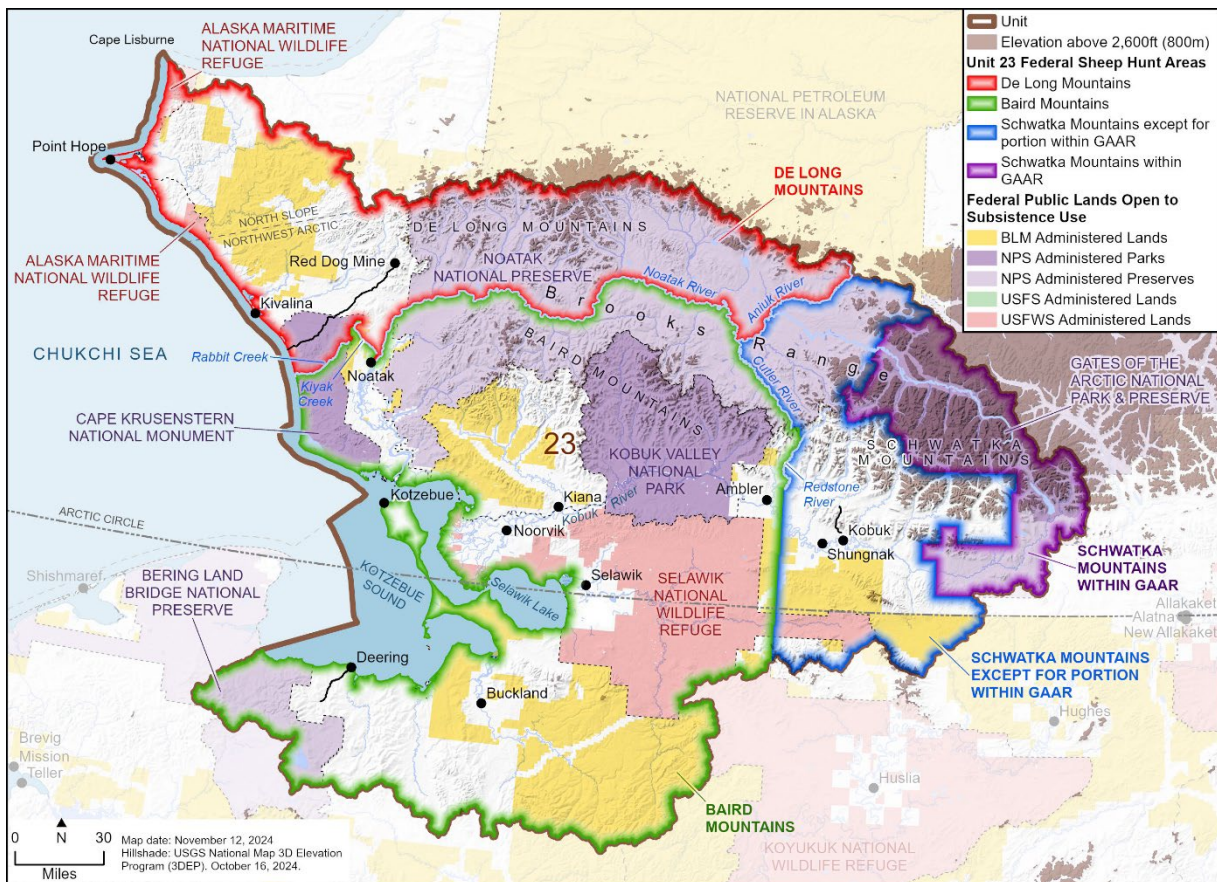 Cape Lisburne
ALASKA MARITIME
NATIONAL WILDLIFE
REFUGE
Point Hope
NATIONAL PETROLEUM
RESERVE IN ALASKA
DE LONG
MOUNTAINS
NORTH SLOPE
NORTHWEST ARCTIC
DE LONG MOUNTAINS
Red Dog Mine
NOATAK
NATIONAL PRESERVE
ALASKA MARITIME
NATIONAL WILDLIFE
REFUGE
Noatak River
Aniuk River
Kivalina
Brooks Range
BAIRD MOUNTAINS
CHUKCHI SEA
Rabbit Creek
Kiyak
Creek
Noatak
Cutler River
GATES OF THE
ARCTIC NATIONAL
PARK & PRESERVE
CAPE KRUSENSTERN
NATIONAL MONUMENT
23
KOBUK VALLEY
NATIONAL
PARK
SCHWATKA
MOUNTAINS
Kotzebue
Kiana
Kobuk River
Ambler
Redstone
River
ARCTIC CIRCLE
Noorvik
Kobuk
Shungnak
SCHWATKA
MOUNTAINS
WITHIN GAAR
BERING LAND
BRIDGE NATIONAL
PRESERVE
Shishmaref
KOTZEBUE
SOUND
Selawik Lake
Selawik
SELAWIK
NATIONAL
WILDLIFE
REFUGE
Allakaket
Alatna
New Allakaket
Deering
Buckland
SCHWATKA MOUNTAINS
EXCEPT FOR PORTION
WITHIN GAAR
Hughes
Brevig
Mission
Teller
Huslia
BAIRD
MOUNTAINS
KOYUKUK NATIONAL
WILDLIFE REFUGE
0 N 30
Miles
Map date: November 12, 2024
Hillshade: USGS National Map 3D Elevation
Program (3DEP). October 16, 2024.
Unit
Elevation above 2,600ft (800m)
Unit 23 Federal Sheep Hunt Areas
De Long Mountains
Baird Mountains
Schwatka Mountains except for
portion within GAAR
Schwatka Mountains within
GAAR
Federal Public Lands Open to
Subsistence Use
BLM Administered Lands
NPS Administered Parks
NPS Administered Preserves
USFS Administered Lands
USFWS Administered Lands